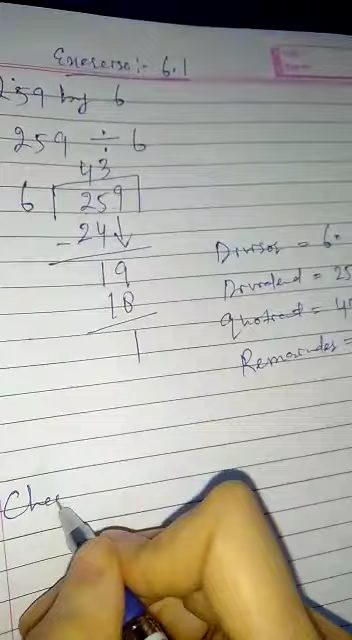 Exercise:- 6.1
259 by 6
259 ÷ 6
43
6 259
- 24↓
19
18
1
Divisor = 6.
Dividend = 25
Quotient = 4
Remainder =
Che